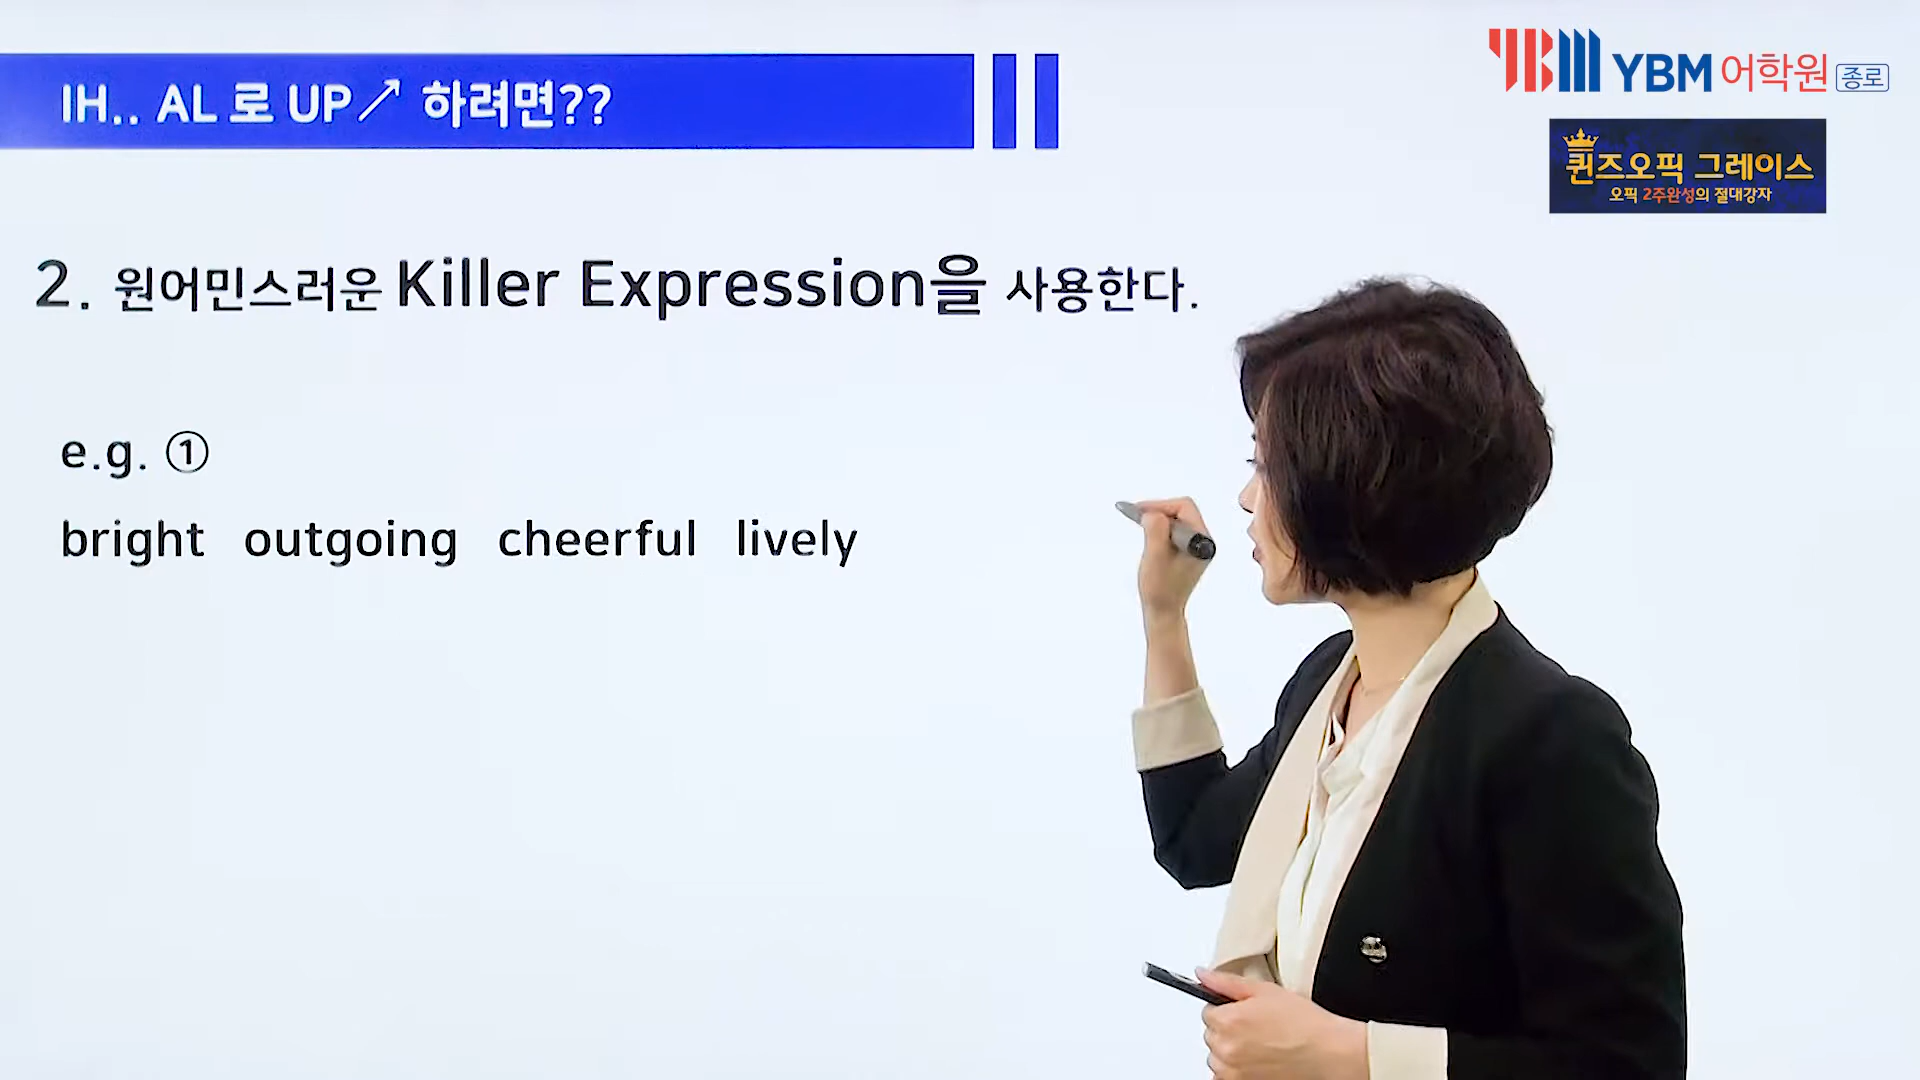 IH.. AL 로 UP↗ 하려면??
YBM YBM 어학원 종로
퀸즈오픽 그레이스
오픽 2주완성의 절대강자
2. 원어민스러운 Killer Expression을 사용한다.
e.g. ①
bright outgoing cheerful lively